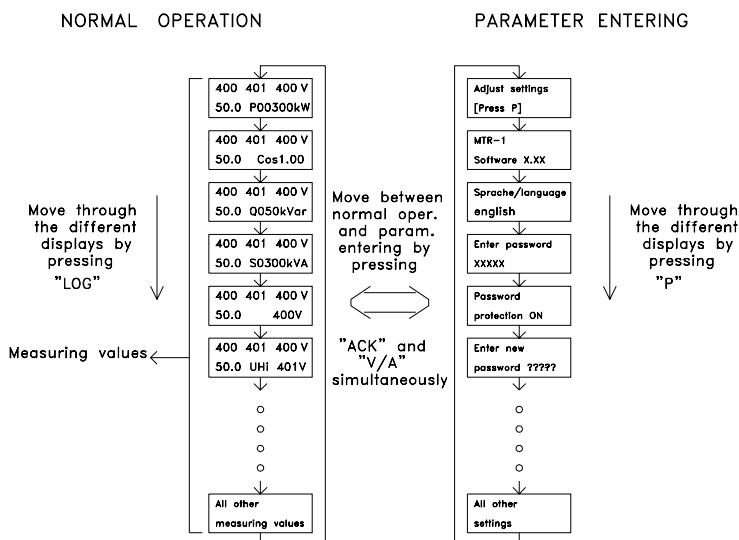 NORMAL OPERATION
400 401 400 V
50.0 P00300kW
400 401 400 V
50.0 Cos1.00
400 401 400 V
50.0 Q050kVar
400 401 400 V
50.0 S0300kVA
400 401 400 V
50.0 400V
400 401 400 V
50.0 UHi 401V
All other
measuring values
Move through
the different
displays by
pressing
"LOG"
Measuring values
Move between
normal oper.
and param.
entering by
pressing
"ACK" and
"V/A"
simultaneously
PARAMETER ENTERING
Adjust settings
[Press P]
MTR-1
Software X.XX
Sprache/language
english
Enter password
XXXXX
Password
protection ON
Enter new
password ?????
All other
settings
Move through
the different
displays by
pressing
"P"